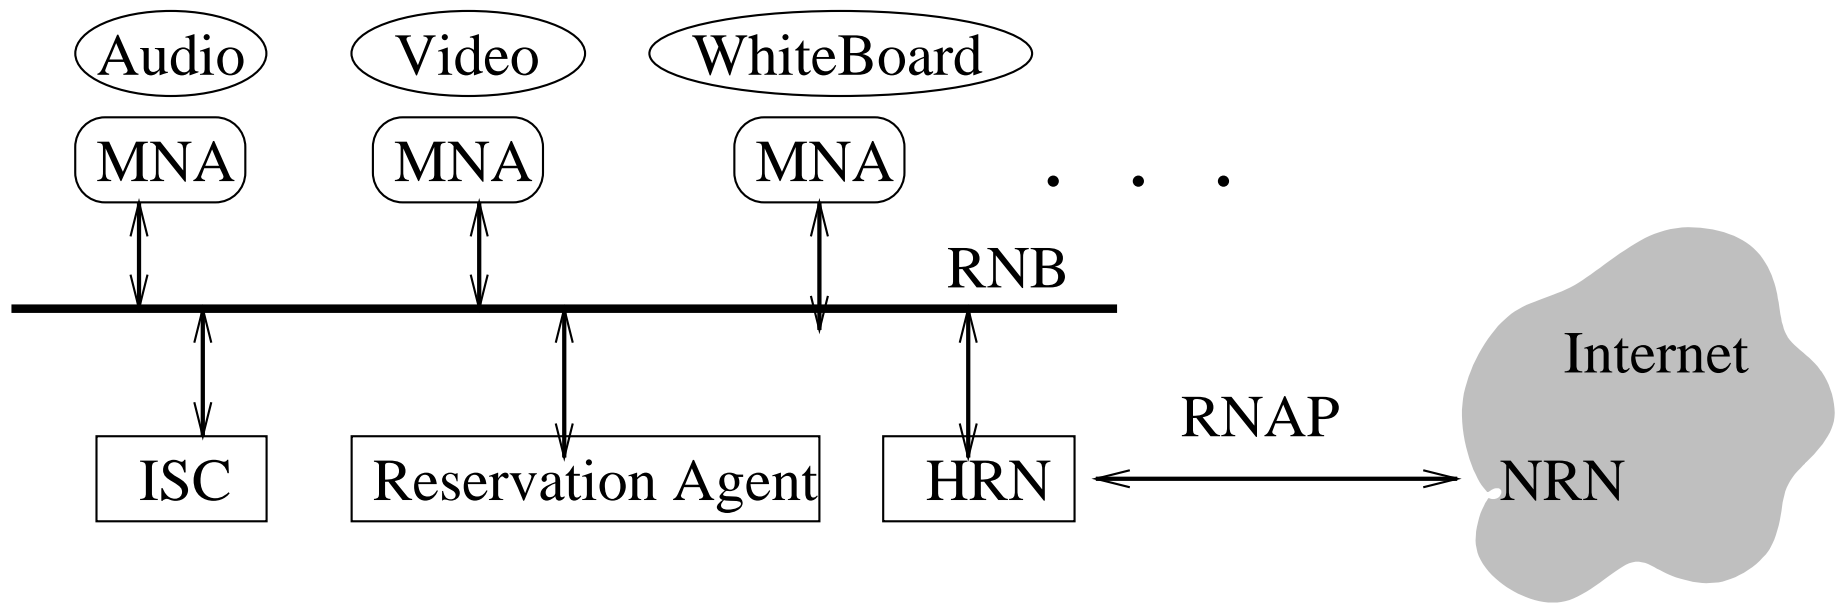 Audio Video WhiteBoard
MNA MNA MNA . . .
RNB
Internet
RNAP
ISC Reservation Agent HRN NRN